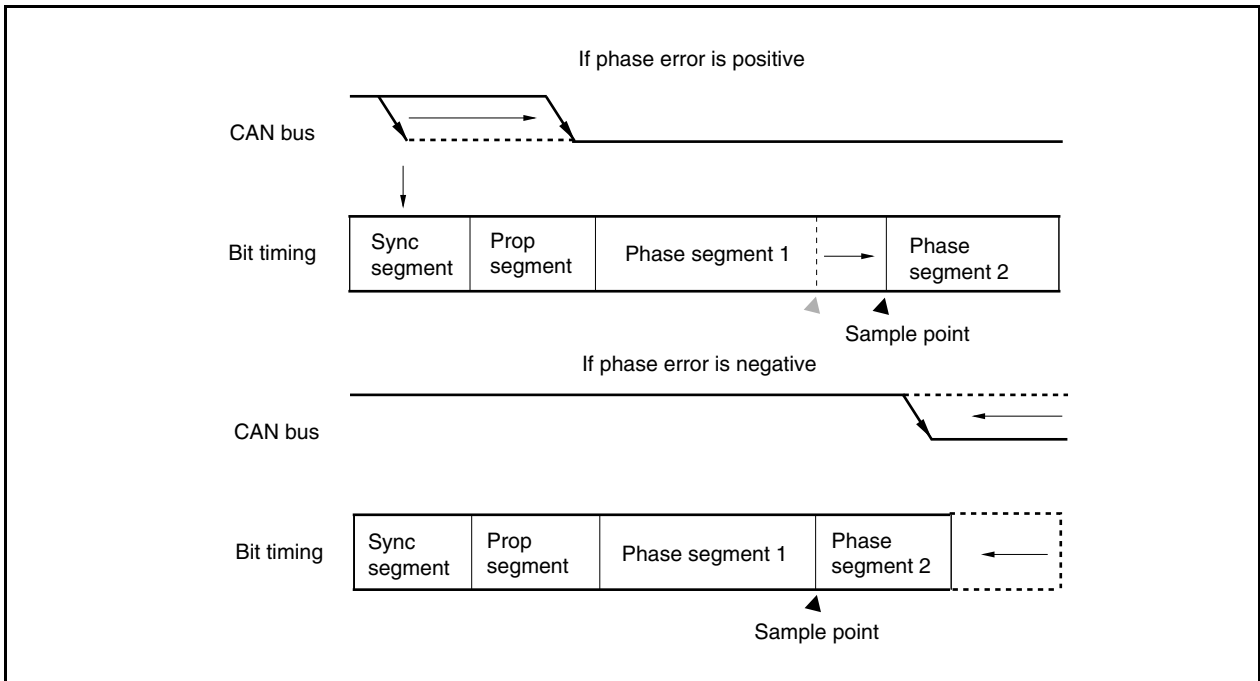 If phase error is positive
CAN bus
Bit timing
Sync
segment
Prop
segment
Phase segment 1
Phase
segment 2
Sample point
If phase error is negative
CAN bus
Bit timing
Sync
segment
Prop
segment
Phase segment 1
Phase
segment 2
Sample point